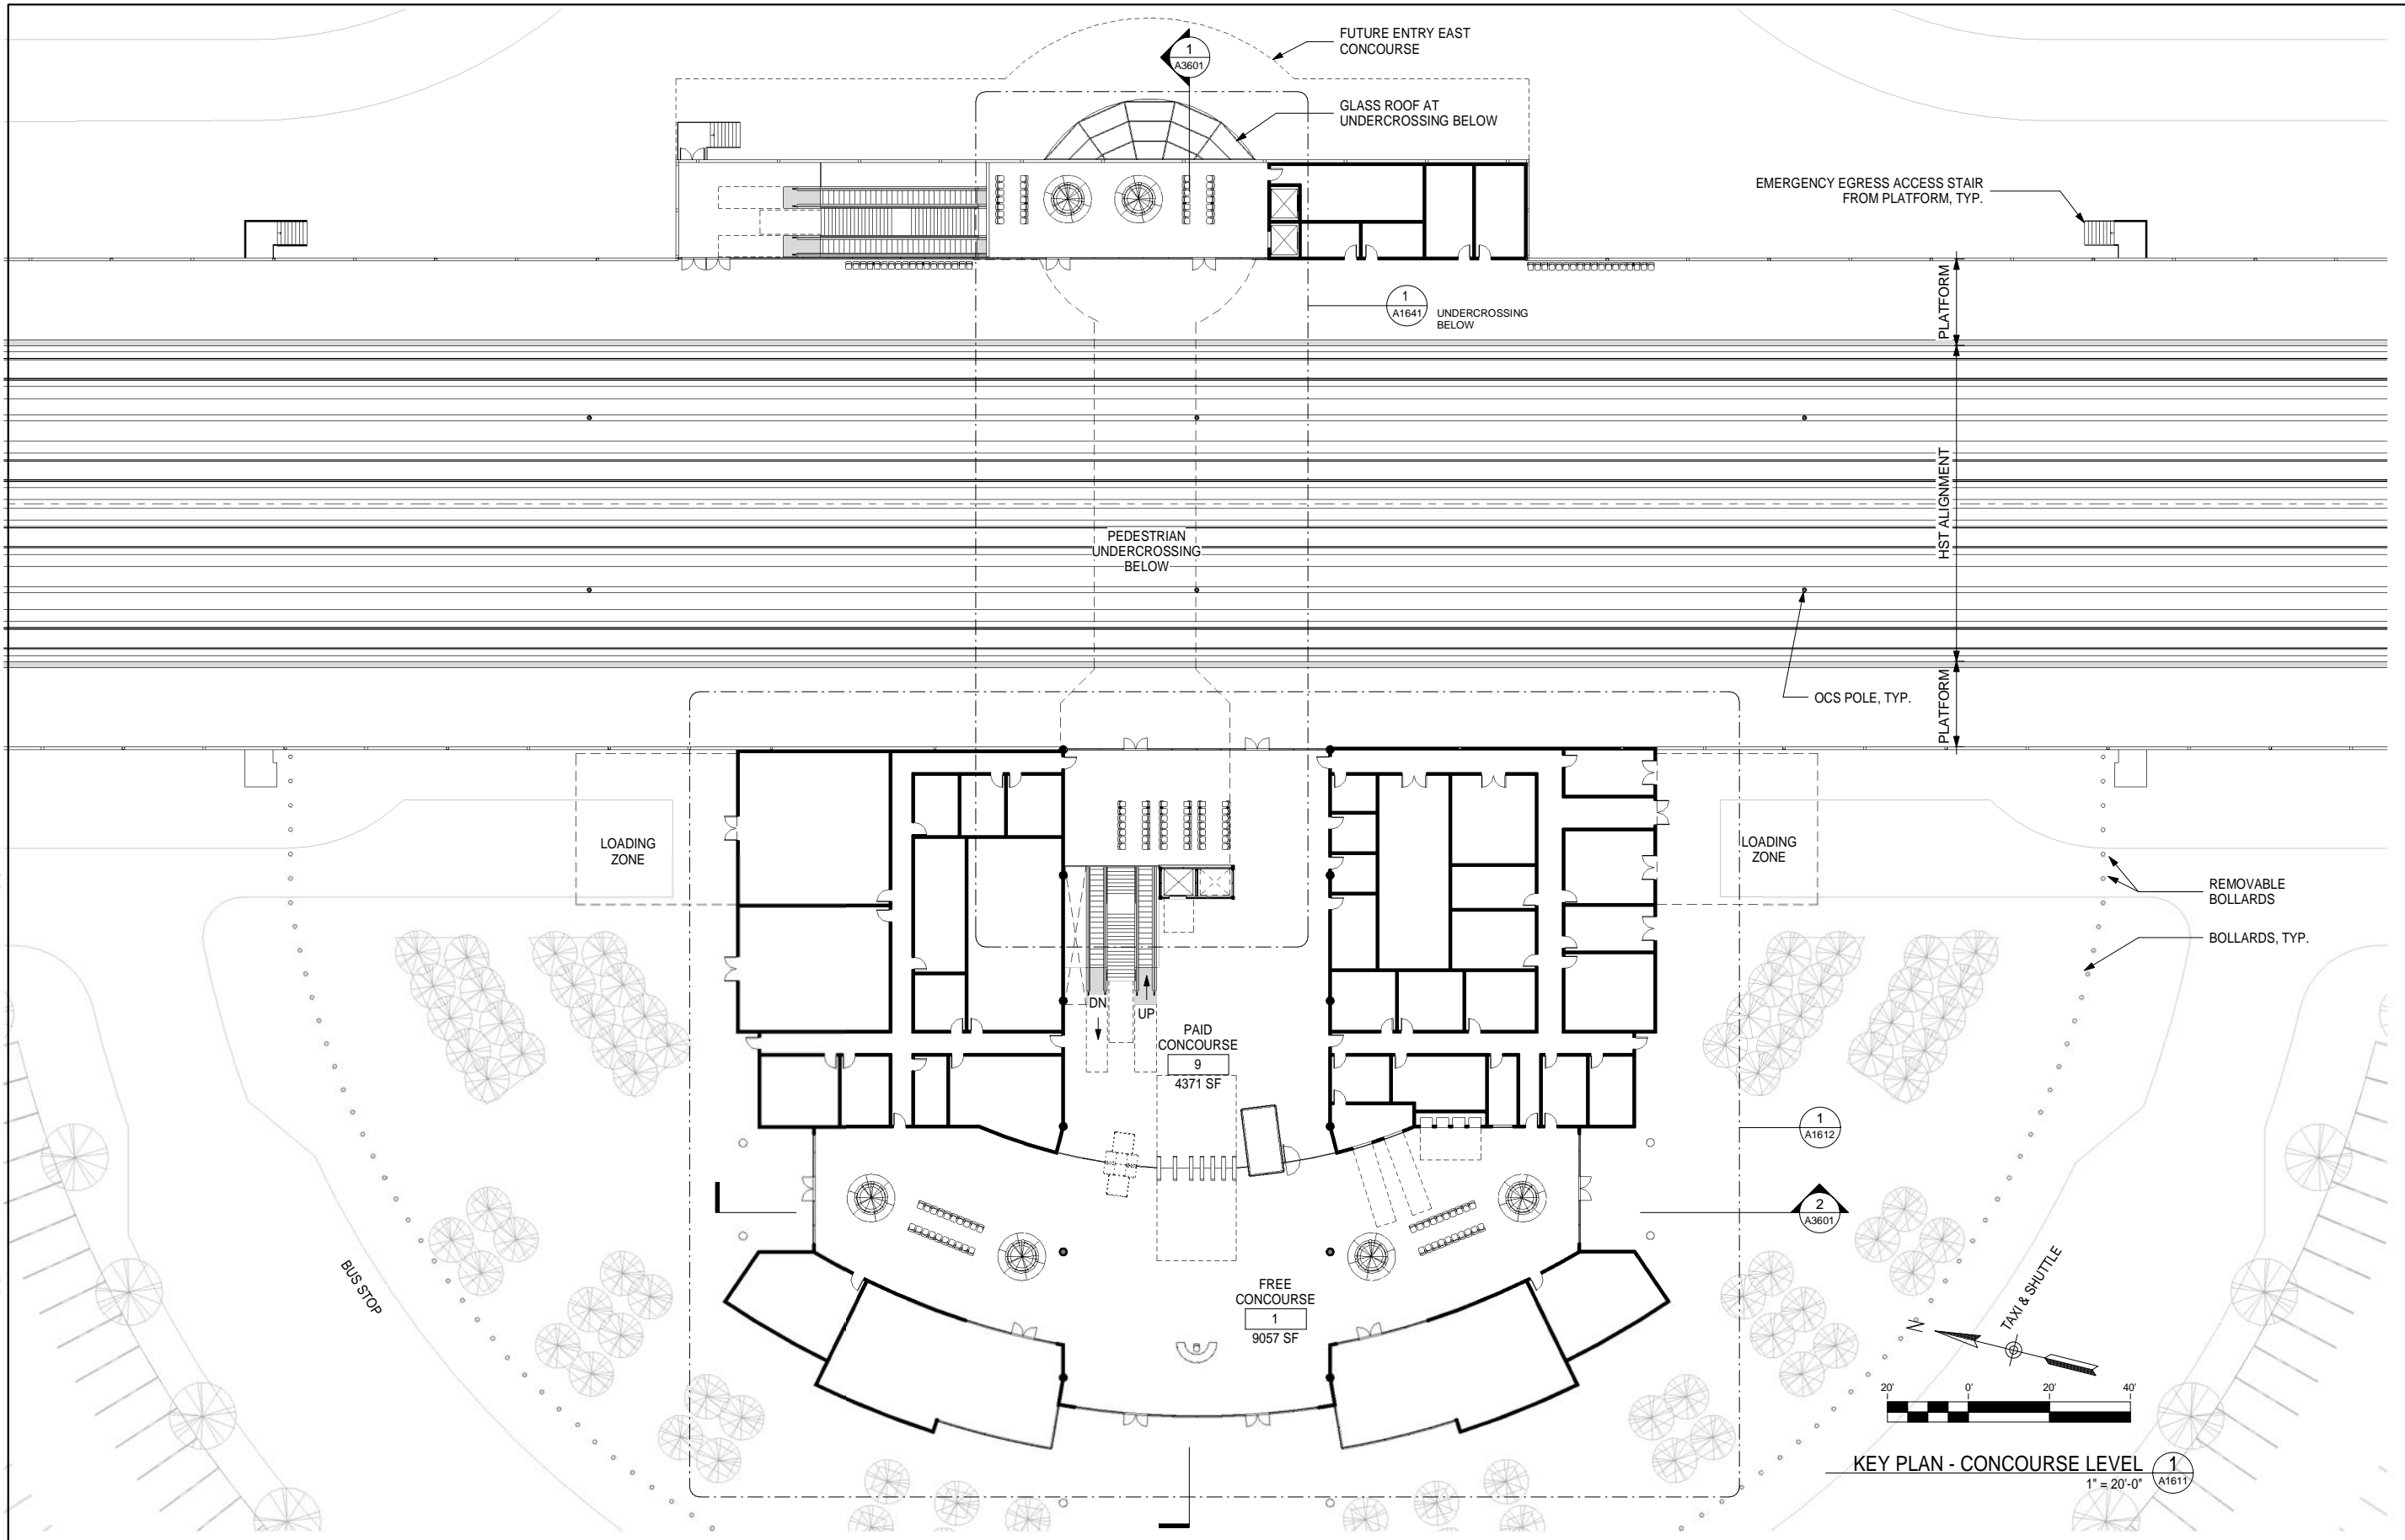 FUTURE ENTRY EAST
CONCOURSE
1
A3601
GLASS ROOF AT
UNDERCROSSING BELOW
EMERGENCY EGRESS ACCESS STAIR
FROM PLATFORM, TYP.
1
A1641
UNDERCROSSING
BELOW
PLATFORM
HST ALIGNMENT
PEDESTRIAN
UNDERCROSSING
BELOW
PLATFORM
OCS POLE, TYP.
LOADING
ZONE
LOADING
ZONE
REMOVABLE
BOLLARDS
BOLLARDS, TYP.
DN
UP
PAID
CONCOURSE
9
4371 SF
1
A1612
2
A3601
BUS STOP
FREE
CONCOURSE
1
9057 SF
TAXI & SHUTTLE
N
20'
0'
20'
40'
KEY PLAN - CONCOURSE LEVEL
1" = 20'-0"
1
A1611